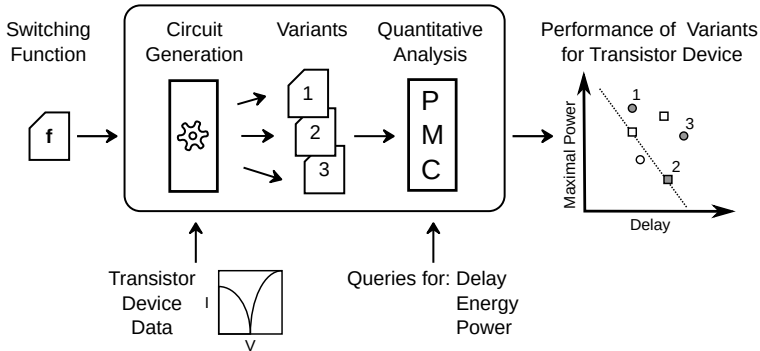 Switching
Function
f
Circuit
Generation
Variants
1
2
3
Quantitative
Analysis
P
M
C
Performance of Variants
for Transistor Device
Maximal Power
1
3
2
Delay
Transistor
Device
Data
I
V
Queries for: Delay
Energy
Power